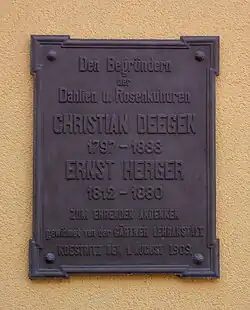 Den Begründern
der
Dahlien u. Rosenkulturen
CHRISTIAN DEEGEN
1797 – 1888
ERNST HERGER
1812 – 1880
ZUM EHRENDEN ANDENKEN
gewidmet von der GÄRTNER LEHRANSTALT
KOESTRITZ DEN 1. AUGUST 1909.